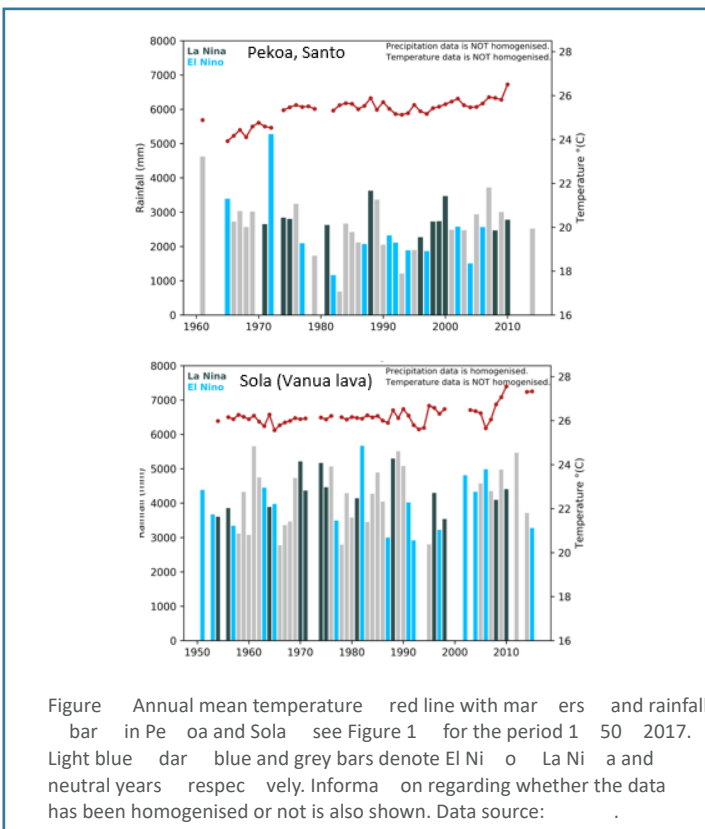 8000
7000
6000
5000
4000
3000
2000
1000
0
Rainfall (mm)
La Nina
El Nino
Pekoa, Santo
Precipitation data is NOT homogenised.
Temperature data is NOT homogenised.
28
26
24
22
20
18
16
Temperature °(C)
1960 1970 1980 1990 2000 2010
8000
7000
6000
5000
4000
3000
2000
1000
0
La Nina
El Nino
Sola (Vanua lava)
Precipitation data is homogenised.
Temperature data is NOT homogenised.
28
26
24
22
20
18
16
Temperature °(C)
1950 1960 1970 1980 1990 2000 2010
Figure Annual mean temperature red line with mar ers and rainfall
bar in Pe oa and Sola see Figure 1 for the period 1 50 2017.
Light blue dar blue and grey bars denote El Ni o La Ni a and
neutral years respec vely. Informa on regarding whether the data
has been homogenised or not is also shown. Data source: .